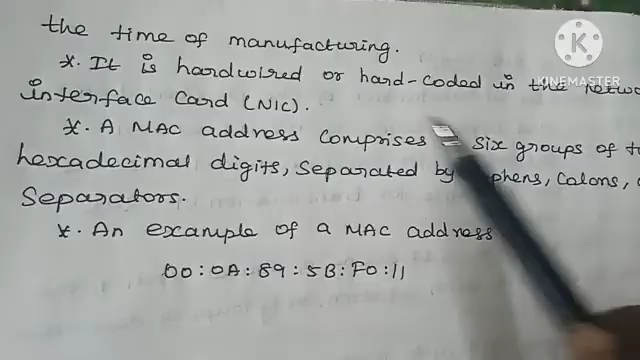 the time of manufacturing.
*. It is hardwired or hard-coded in the
interface card (NIC).
*. A MAC address comprises six groups of
hexadecimal digits, separated by colons,
separators.
*. An example of a MAC address
00:0A:89:5B:F0:11
KINEMASTER